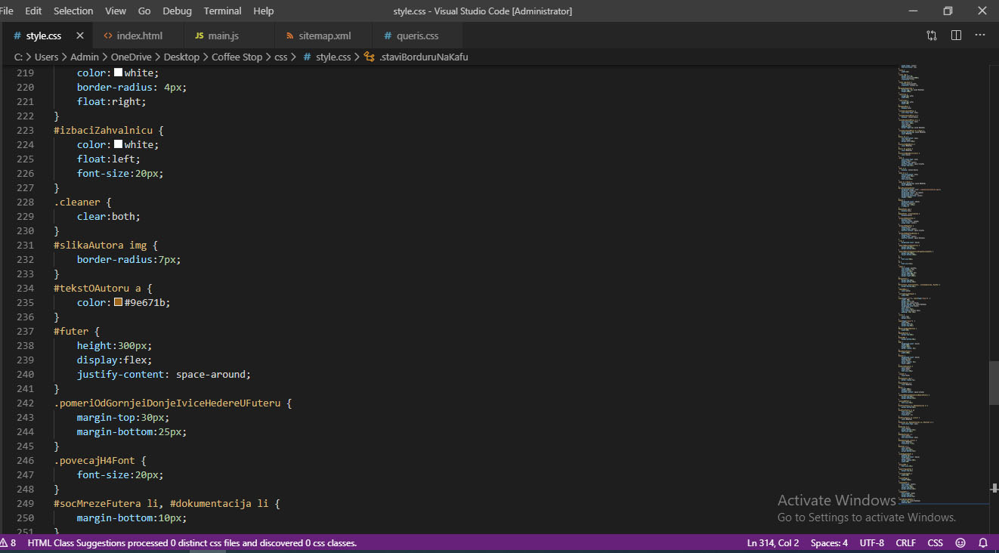 File Edit Selection View Go Debug Terminal Help style.css - Visual Studio Code [Administrator]
# style.css × <> index.html JS main.js sitemap.xml # queris.css ...
C: > Users > Admin > OneDrive > Desktop > Coffee Stop > css > # style.css > .staviBorduruNaKafu
219 color: white;
220 border-radius: 4px;
221 float:right;
222 }
223 #izbaciZahvalnicu {
224 color: white;
225 float:left;
226 font-size:20px;
227 }
228 .cleaner {
229 clear:both;
230 }
231 #slikaAutora img {
232 border-radius:7px;
233 }
234 #tekstOAutoru a {
235 color: #9e671b;
236 }
237 #futer {
238 height:300px;
239 display:flex;
240 justify-content: space-around;
241 }
242 .pomeriOdGornjeiDonjeIviceHedereUFuteru {
243 margin-top:30px;
244 margin-bottom:25px;
245 }
246 .povecajH4Font {
247 font-size:20px;
248 }
249 #socMrezeFutera li, #dokumentacija li {
250 margin-bottom:10px;
251 }
Activate Windows
Go to Settings to activate Windows.
8 HTML Class Suggestions processed 0 distinct css files and discovered 0 css classes. Ln 314, Col 2 Spaces: 4 UTF-8 CRLF CSS